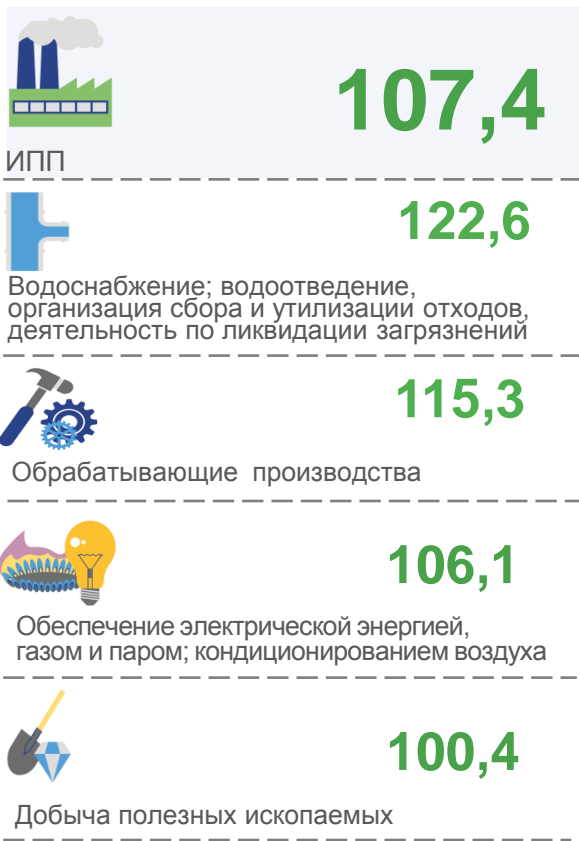 107,4
ИПП
122,6
Водоснабжение; водоотведение,
организация сбора и утилизации отходов,
деятельность по ликвидации загрязнений
115,3
Обрабатывающие производства
106,1
Обеспечение электрической энергией,
газом и паром; кондиционированием воздуха
100,4
Добыча полезных ископаемых